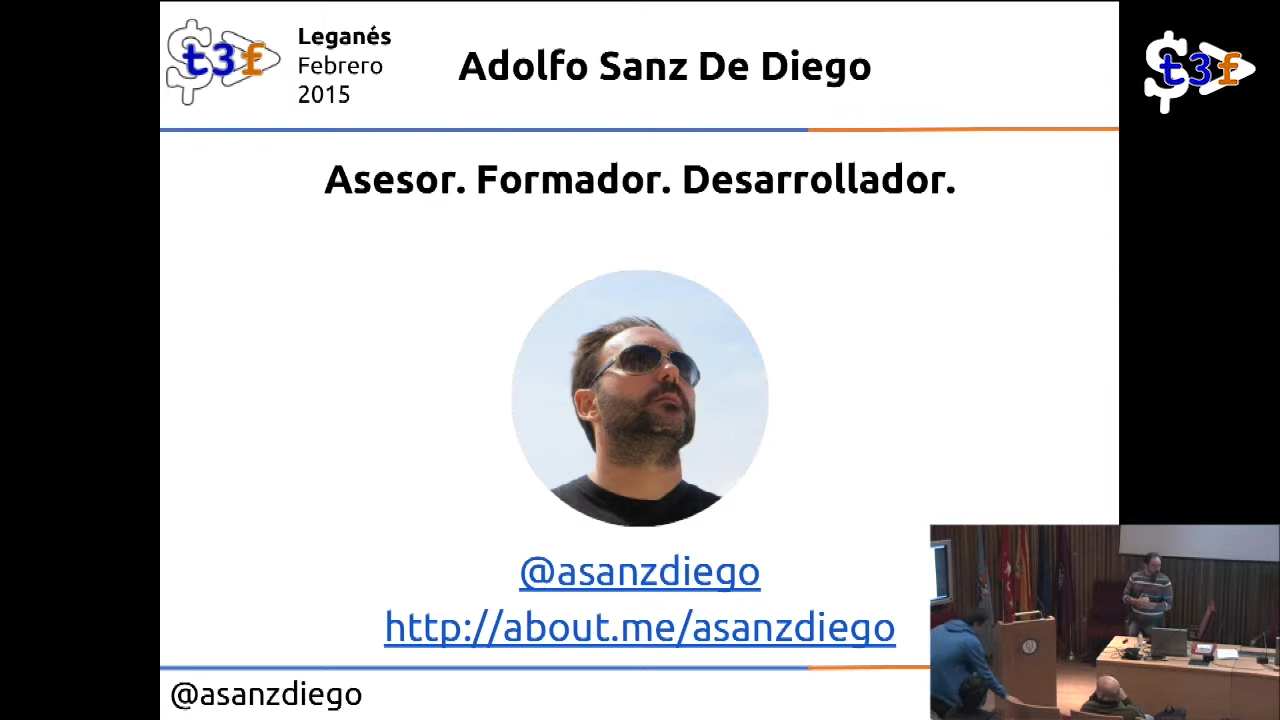 t3f
Leganés
Febrero
2015
Adolfo Sanz De Diego
t3f
Asesor. Formador. Desarrollador.
@asanzdiego
http://about.me/asanzdiego
@asanzdiego